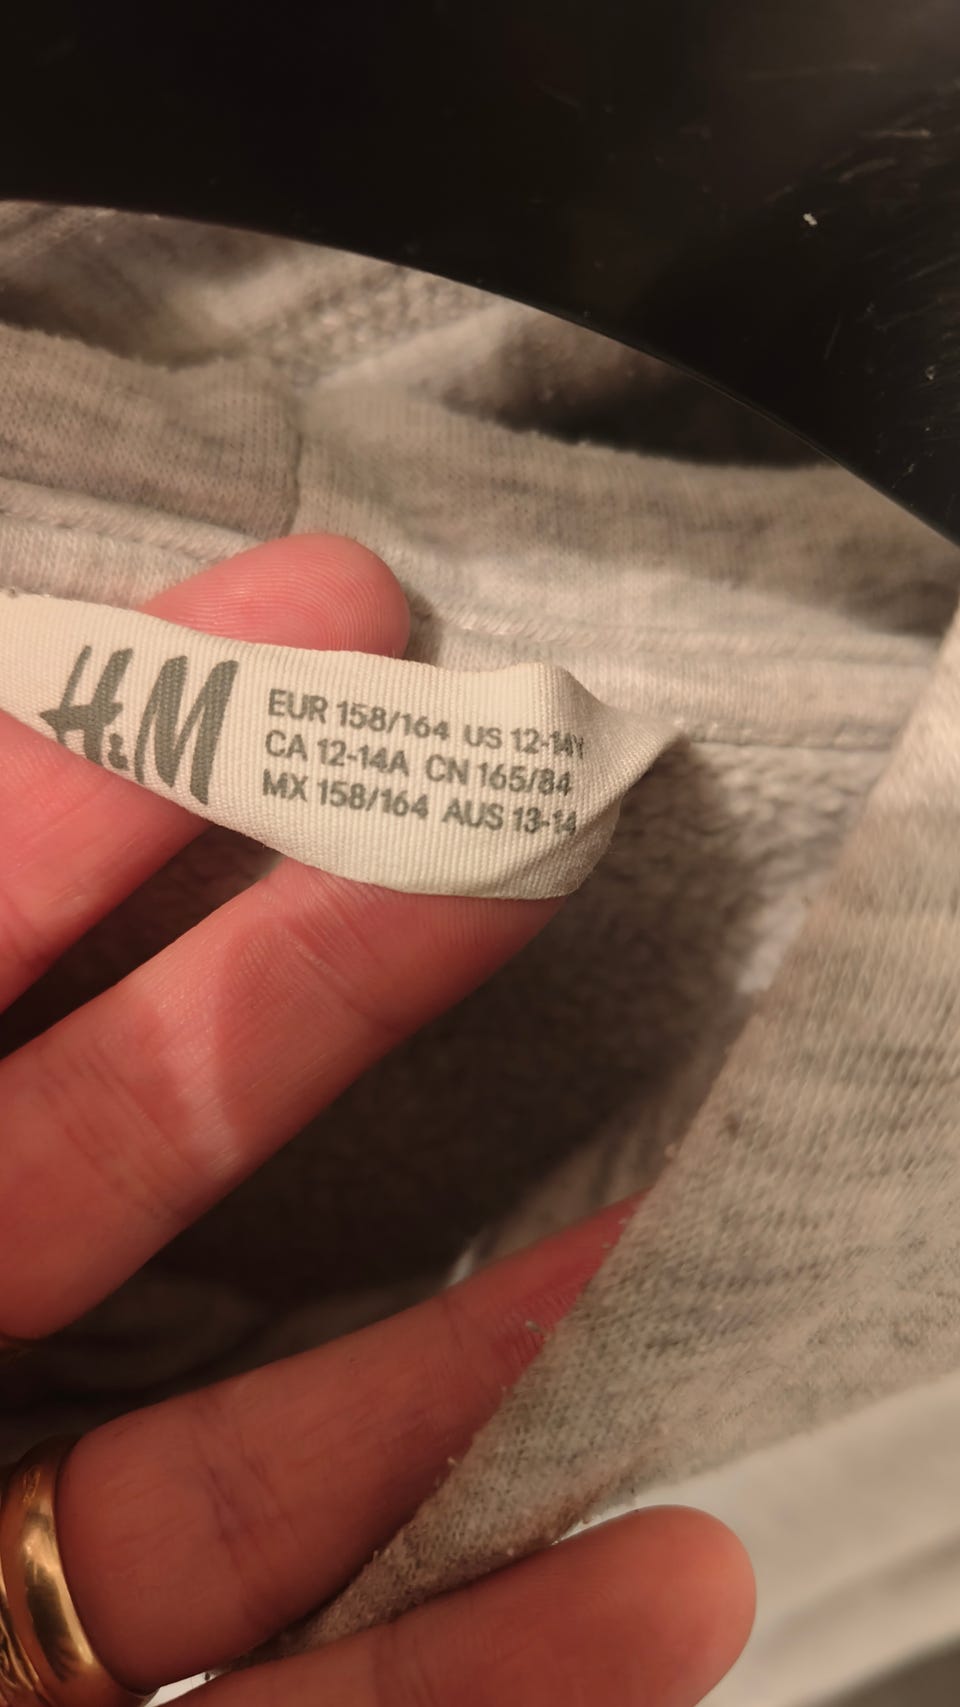 H&M
EUR 158/164 US 12-14Y
CA 12-14A CN 165/84
MX 158/164 AUS 13-14